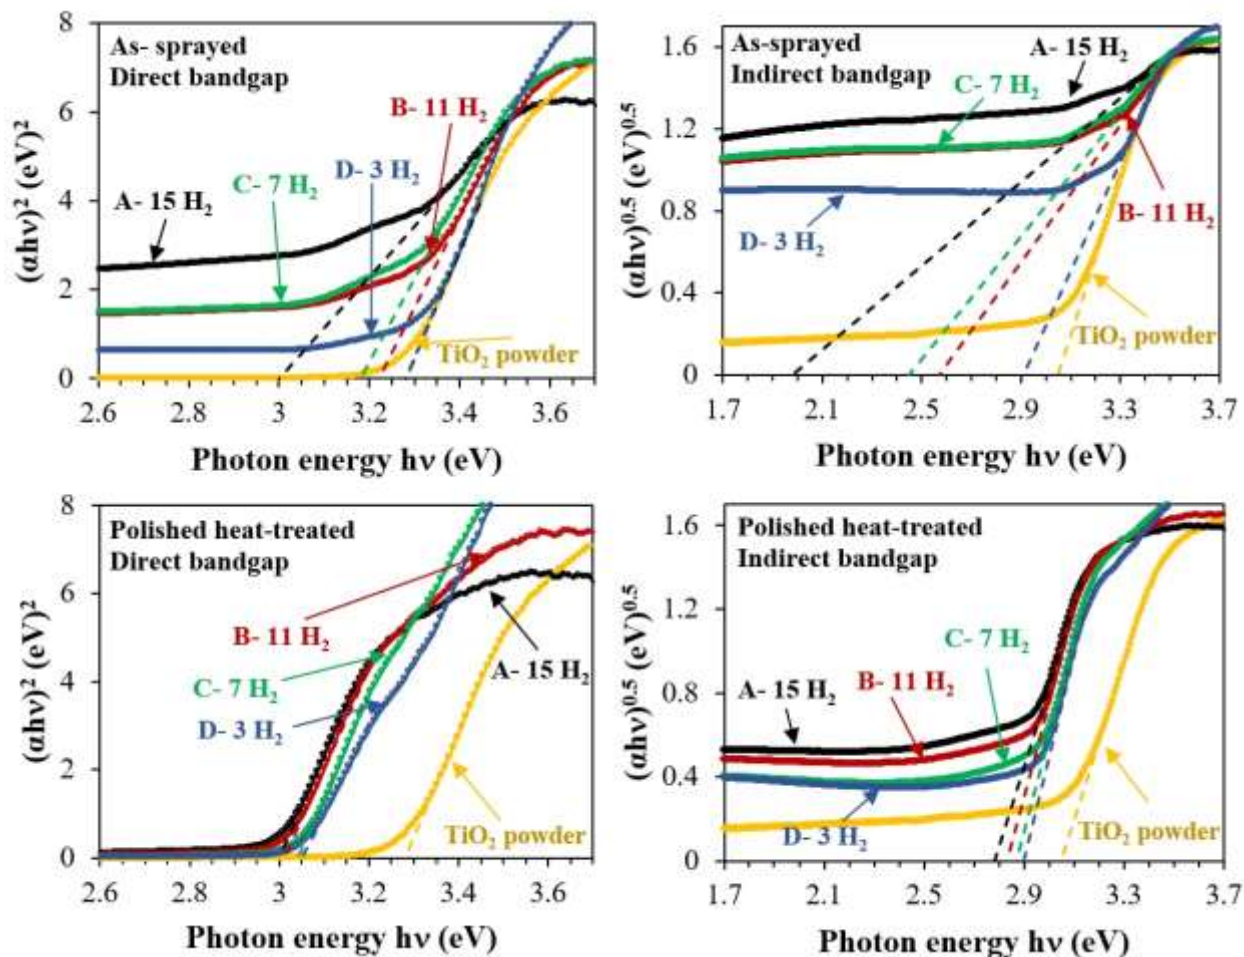 As- sprayed
Direct bandgap
B- 11 H2
D- 3 H2
C- 7 H2
A- 15 H2
TiO2 powder
(αhν)2 (eV)2
8
6
4
2
0
2.6
2.8
3
3.2
3.4
3.6
Photon energy hν (eV)
As-sprayed
Indirect bandgap
A- 15 H2
C- 7 H2
B- 11 H2
D- 3 H2
TiO2 powder
(αhν)0.5 (eV)0.5
1.6
1.2
0.8
0.4
0
1.7
2.1
2.5
2.9
3.3
3.7
Photon energy hν (eV)
Polished heat-treated
Direct bandgap
B- 11 H2
C- 7 H2
A- 15 H2
D- 3 H2
TiO2 powder
(αhν)2 (eV)2
8
6
4
2
0
2.6
2.8
3
3.2
3.4
3.6
Photon energy hν (eV)
Polished heat-treated
Indirect bandgap
C- 7 H2
B- 11 H2
A- 15 H2
D- 3 H2
TiO2 powder
(αhν)0.5 (eV)0.5
1.6
1.2
0.8
0.4
0
1.7
2.1
2.5
2.9
3.3
3.7
Photon energy hν (eV)